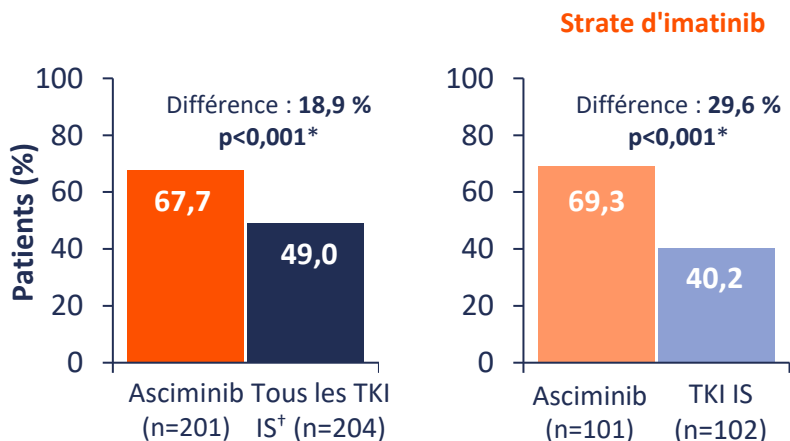 Strate d'imatinib
Patients (%)
100
80
60
40
20
0
Différence : 18,9 %
p<0,001*
67,7
49,0
Asciminib
(n=201)
Tous les TKI
IS† (n=204)
100
80
60
40
20
0
Différence : 29,6 %
p<0,001*
69,3
40,2
Asciminib
(n=101)
TKI IS
(n=102)